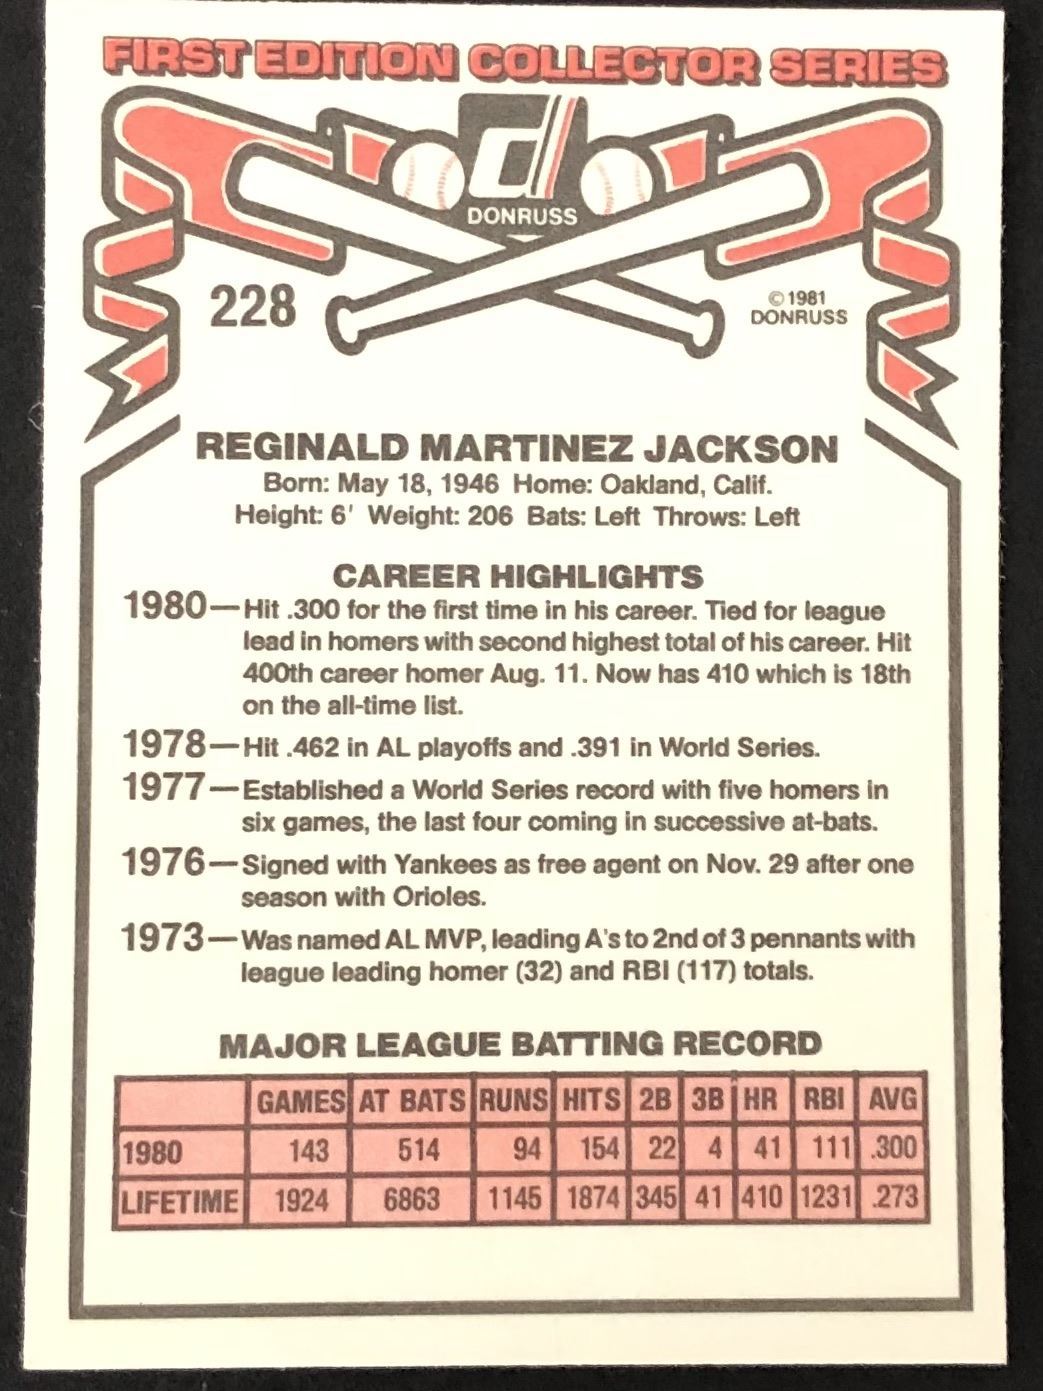 FIRST EDITION COLLECTOR SERIES
d
DONRUSS
228
©1981
DONRUSS
REGINALD MARTINEZ JACKSON
Born: May 18, 1946 Home: Oakland, Calif.
Height: 6' Weight: 206 Bats: Left Throws: Left
CAREER HIGHLIGHTS
1980—Hit .300 for the first time in his career. Tied for league
lead in homers with second highest total of his career. Hit
400th career homer Aug. 11. Now has 410 which is 18th
on the all-time list.
1978—Hit .462 in AL playoffs and .391 in World Series.
1977—Established a World Series record with five homers in
six games, the last four coming in successive at-bats.
1976—Signed with Yankees as free agent on Nov. 29 after one
season with Orioles.
1973—Was named AL MVP, leading A's to 2nd of 3 pennants with
league leading homer (32) and RBI (117) totals.
MAJOR LEAGUE BATTING RECORD
GAMES AT BATS RUNS HITS 2B 3B HR RBI AVG
1980 143 514 94 154 22 4 41 111 .300
LIFETIME 1924 6863 1145 1874 345 41 410 1231 .273